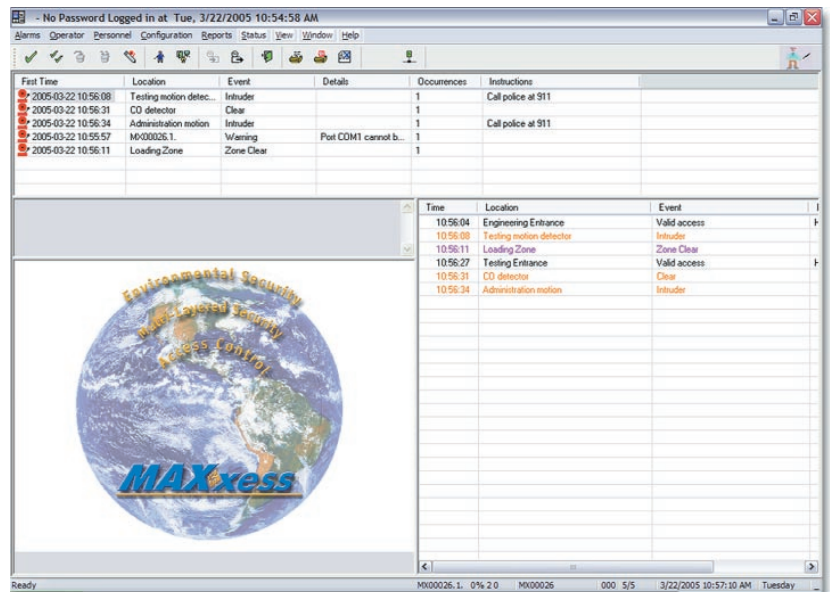 - No Password Logged in at Tue, 3/22/2005 10:54:58 AM
Alarms Operator Personnel Configuration Reports Status View Window Help
First Time Location Event Details Occurrences Instructions
2005-03-22 10:56:08 Testing motion detec... Intruder 1 Call police at 911
2005-03-22 10:56:31 CO detector Clear 1
2005-03-22 10:56:34 Administration motion Intruder 1 Call police at 911
2005-03-22 10:55:57 MX00026.1. Warning Port COM1 cannot b... 1
2005-03-22 10:56:11 Loading Zone Zone Clear 1
Time Location Event
10:56:04 Engineering Entrance Valid access H
10:56:08 Testing motion detector Intruder
10:56:11 Loading Zone Zone Clear
10:56:27 Testing Entrance Valid access H
10:56:31 CO detector Clear
10:56:34 Administration motion Intruder
Environmental Security
Multi-Layered Security
Access Control
MAXxess
Ready MX00026.1. 0% 2 0 MX00026 000 5/5 3/22/2005 10:57:10 AM Tuesday